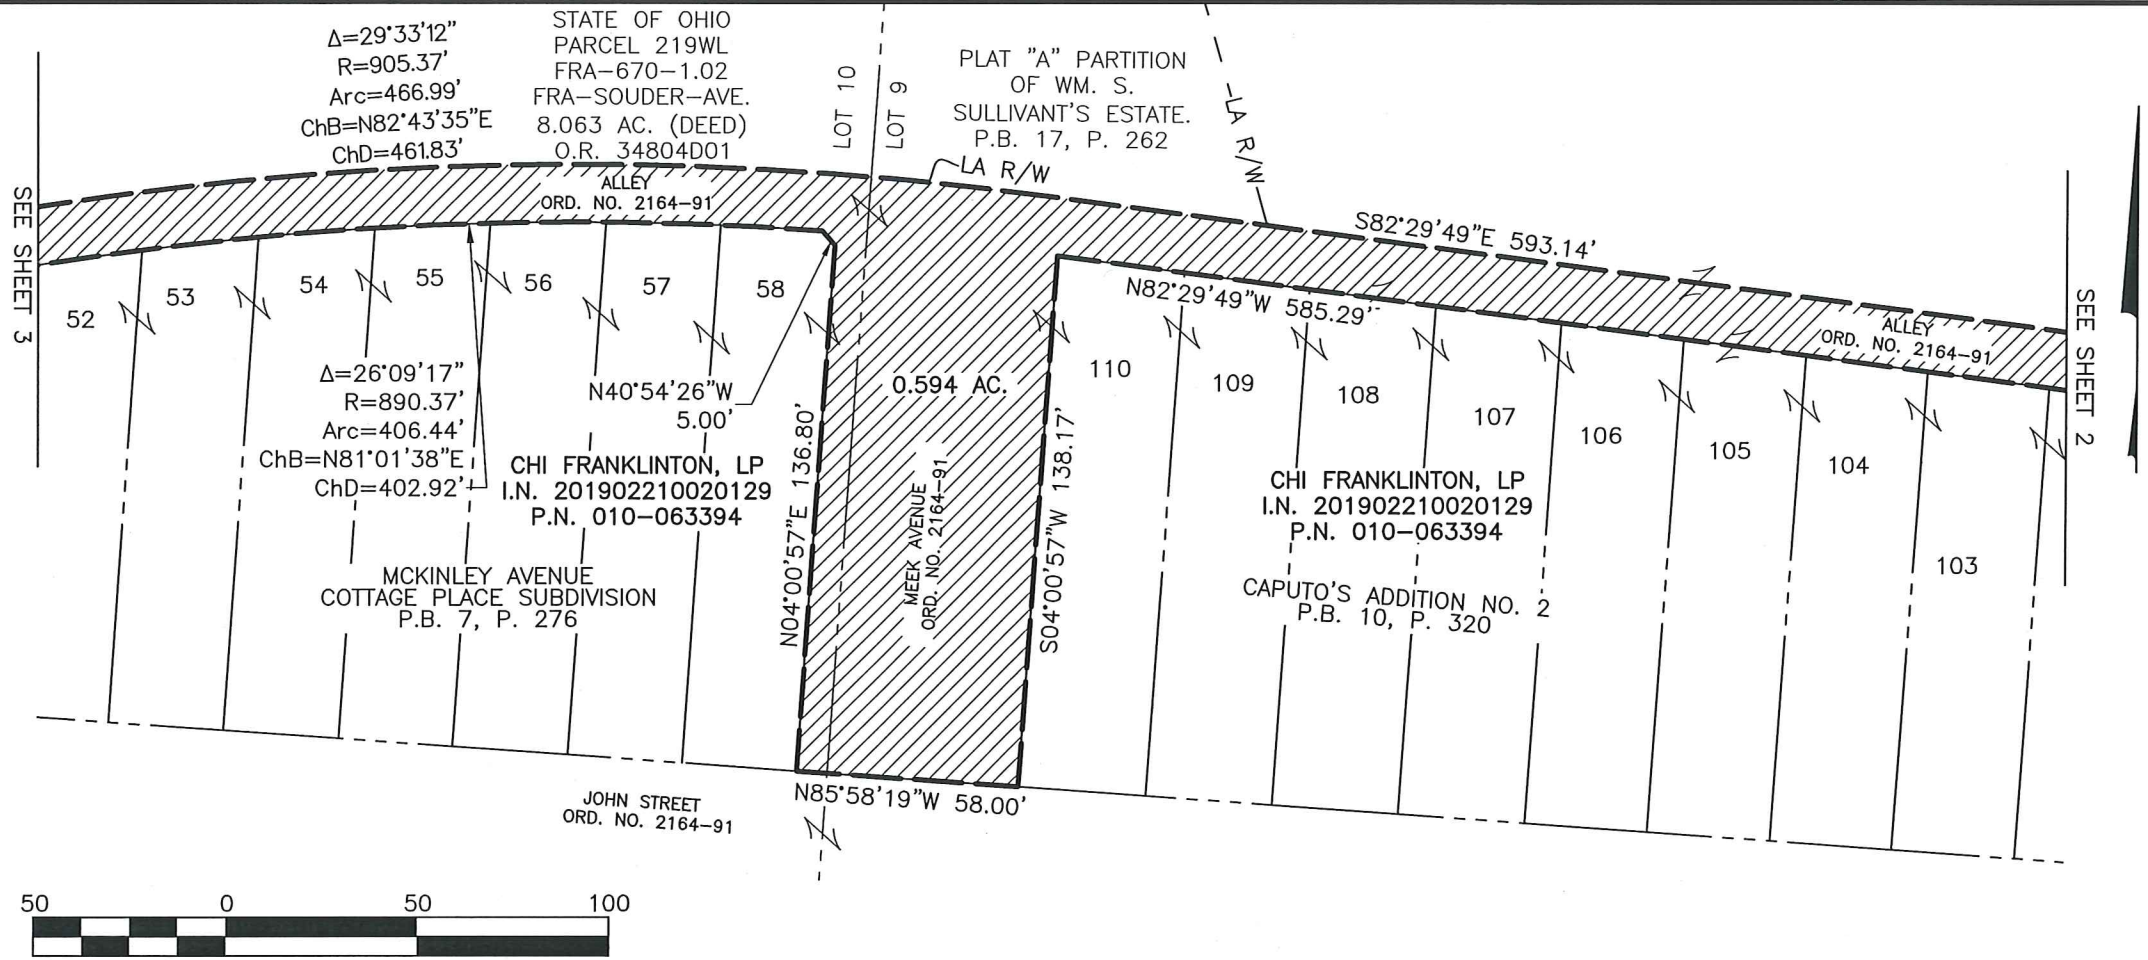 Δ=29°33'12"
R=905.37'
Arc=466.99'
ChB=N82°43'35"E
ChD=461.83'
STATE OF OHIO
PARCEL 219WL
FRA-670-1.02
FRA-SOUDER-AVE.
8.063 AC. (DEED)
O.R. 34804D01
LOT 10
LOT 9
PLAT "A" PARTITION
OF WM. S.
SULLIVANT'S ESTATE.
P.B. 17, P. 262
LA R/W
LA R/W
SEE SHEET 3
ALLEY
ORD. NO. 2164-91
S82°29'49"E 593.14'
N82°29'49"W 585.29'
ALLEY
ORD. NO. 2164-91
SEE SHEET 2
52
53
54
55
56
57
58
110
109
108
107
106
105
104
103
Δ=26°09'17"
R=890.37'
Arc=406.44'
ChB=N81°01'38"E
ChD=402.92'
N40°54'26"W
5.00'
0.594 AC.
CHI FRANKLINTON, LP
I.N. 201902210020129
P.N. 010-063394
N04°00'57"E 136.80'
MEEK AVENUE
ORD. NO. 2164-91
S04°00'57"W 138.17'
CHI FRANKLINTON, LP
I.N. 201902210020129
P.N. 010-063394
MCKINLEY AVENUE
COTTAGE PLACE SUBDIVISION
P.B. 7, P. 276
CAPUTO'S ADDITION NO. 2
P.B. 10, P. 320
N85°58'19"W 58.00'
JOHN STREET
ORD. NO. 2164-91
50 0 50 100